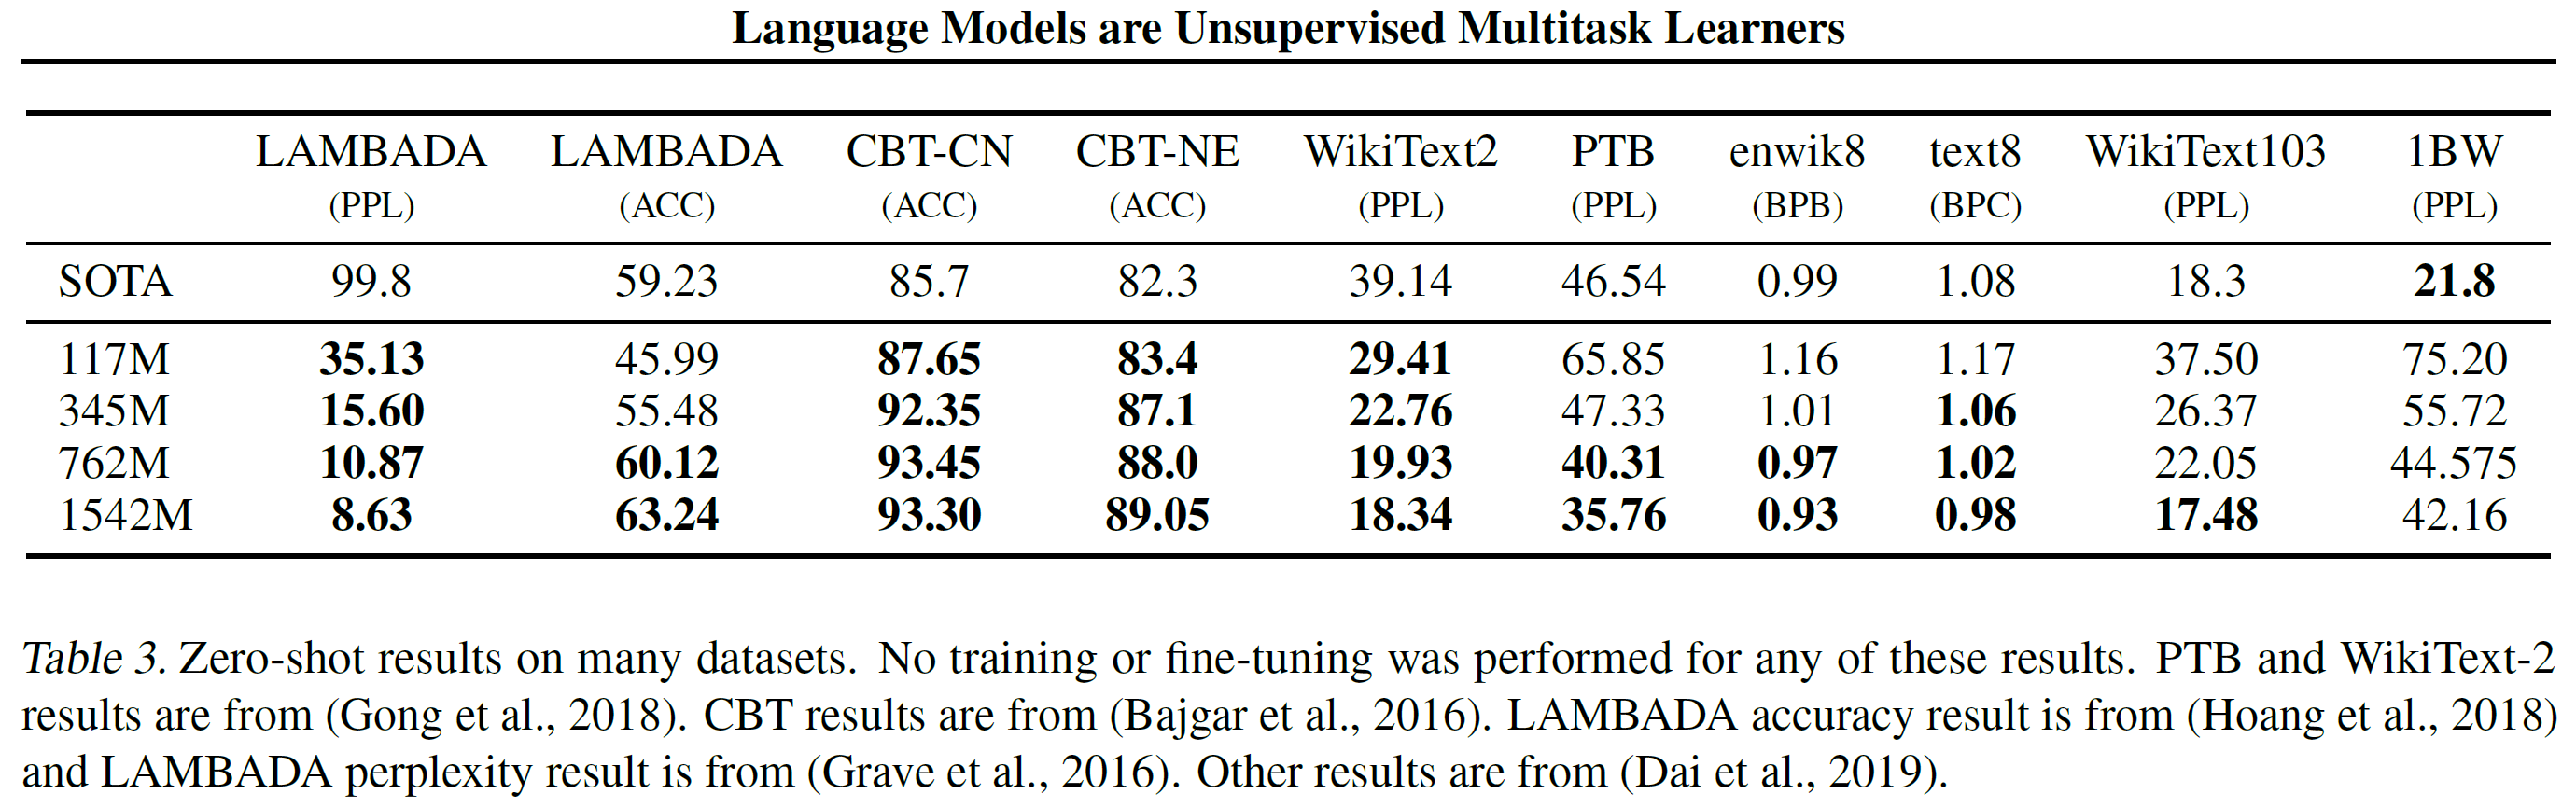 Language Models are Unsupervised Multitask Learners
LAMBADA LAMBADA CBT-CN CBT-NE WikiText2 PTB enwik8 text8 WikiText103 1BW
(PPL) (ACC) (ACC) (ACC) (PPL) (PPL) (BPB) (BPC) (PPL) (PPL)
SOTA 99.8 59.23 85.7 82.3 39.14 46.54 0.99 1.08 18.3 21.8
117M 35.13 45.99 87.65 83.4 29.41 65.85 1.16 1.17 37.50 75.20
345M 15.60 55.48 92.35 87.1 22.76 47.33 1.01 1.06 26.37 55.72
762M 10.87 60.12 93.45 88.0 19.93 40.31 0.97 1.02 22.05 44.575
1542M 8.63 63.24 93.30 89.05 18.34 35.76 0.93 0.98 17.48 42.16
Table 3. Zero-shot results on many datasets. No training or fine-tuning was performed for any of these results. PTB and WikiText-2
results are from (Gong et al., 2018). CBT results are from (Bajgar et al., 2016). LAMBADA accuracy result is from (Hoang et al., 2018)
and LAMBADA perplexity result is from (Grave et al., 2016). Other results are from (Dai et al., 2019).